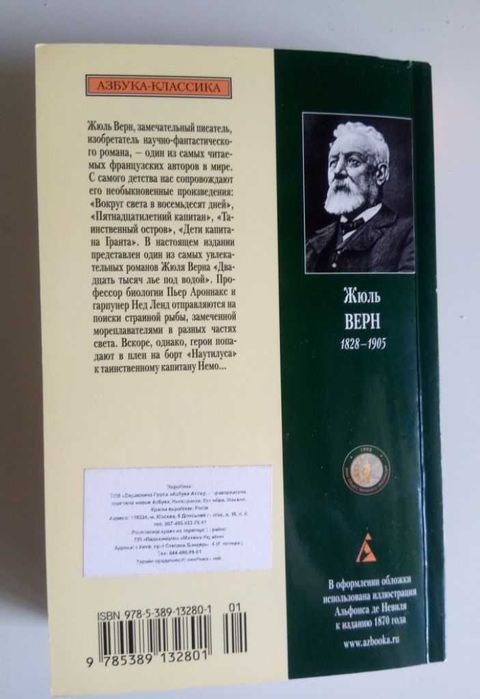 АЗБУКА-КЛАССИКА
Жюль Верн, замечательный писатель,
изобретатель научно-фантастическо-
го романа, — один из самых читае-
мых французских авторов в мире.
С самого детства нас сопровождают
его необыкновенные произведения:
«Вокруг света в восемьдесят дней»,
«Пятнадцатилетний капитан», «Та-
инственный остров», «Дети капита-
на Гранта». В настоящем издании
представлен один из самых увлека-
тельных романов Жюля Верна «Два-
дцать тысяч лье под водой». Про-
фессор биологии Пьер Ароннакс и
гарпунер Нед Ленд отправляются на
поиски странной рыбы, замеченной
мореплавателями в разных частях
света. Вскоре, однако, герои попа-
дают в плен на борт «Наутилуса»
к таинственному капитану Немо...
Жюль
ВЕРН
1828–1905
В оформлении обложки
использована иллюстрация
Альфонса де Невиля
к изданию 1870 года
www.azbooka.ru
ISBN 978-5-389-13280-1
01
9 785389 132801